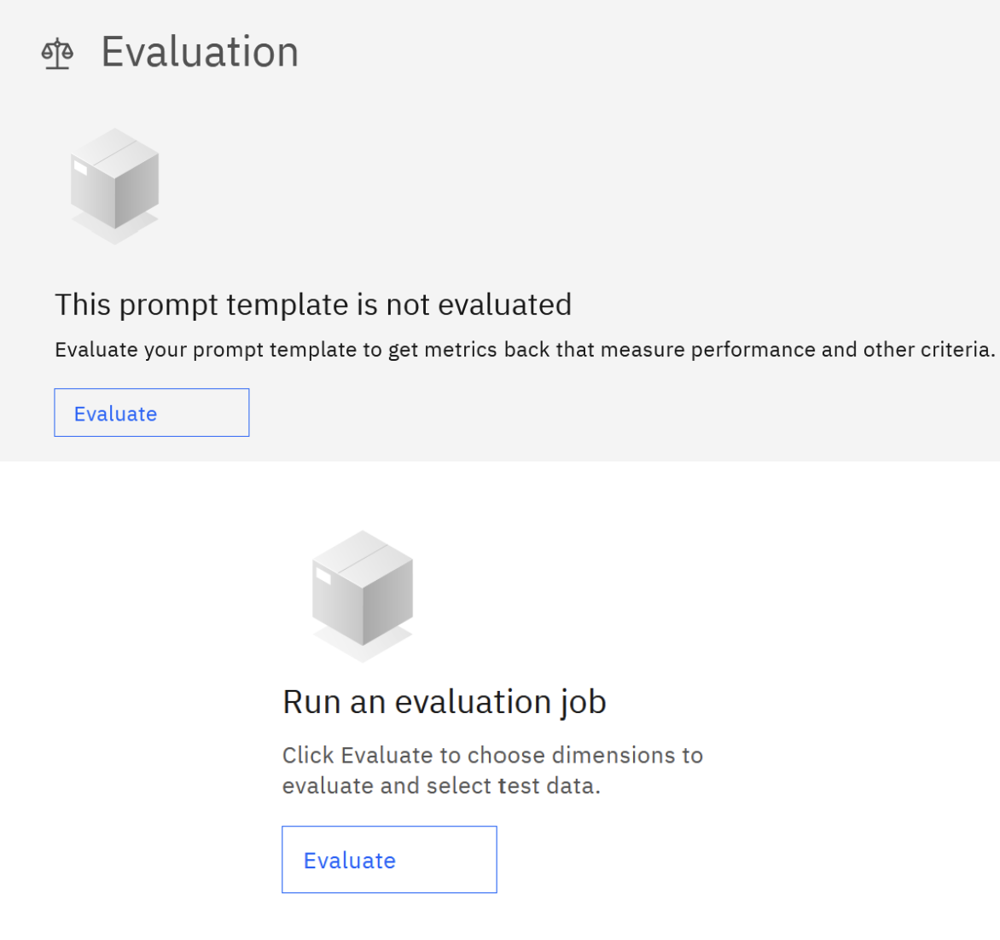 Evaluation
This prompt template is not evaluated
Evaluate your prompt template to get metrics back that measure performance and other criteria.
Evaluate
Run an evaluation job
Click Evaluate to choose dimensions to
evaluate and select test data.
Evaluate